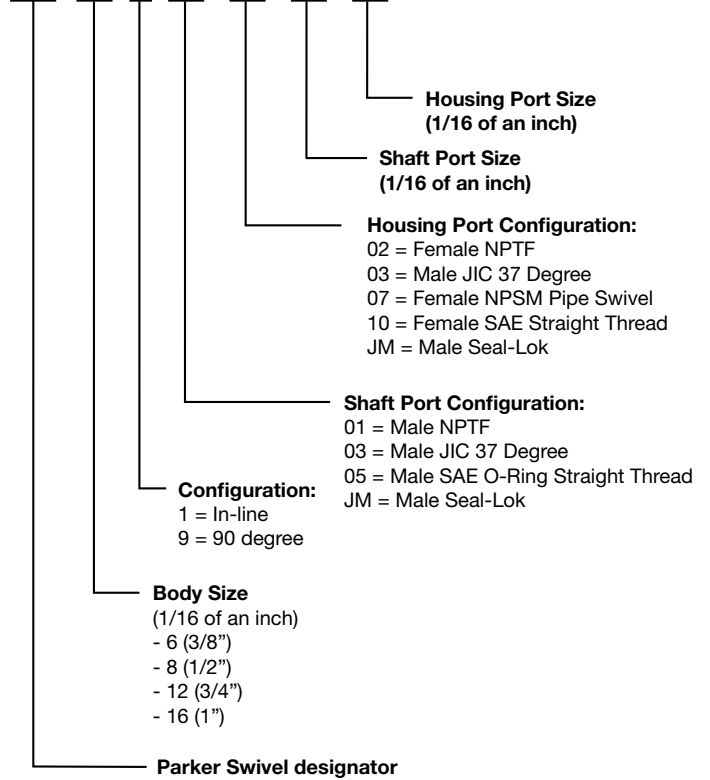 Housing Port Size
(1/16 of an inch)
Shaft Port Size
(1/16 of an inch)
Housing Port Configuration:
02 = Female NPTF
03 = Male JIC 37 Degree
07 = Female NPSM Pipe Swivel
10 = Female SAE Straight Thread
JM = Male Seal-Lok
Shaft Port Configuration:
01 = Male NPTF
03 = Male JIC 37 Degree
05 = Male SAE O-Ring Straight Thread
JM = Male Seal-Lok
Configuration:
1 = In-line
9 = 90 degree
Body Size
(1/16 of an inch)
- 6 (3/8”)
- 8 (1/2”)
- 12 (3/4”)
- 16 (1”)
Parker Swivel designator